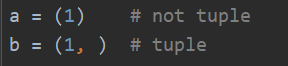 a = (1)     # not tuple
b = (1, )  # tuple